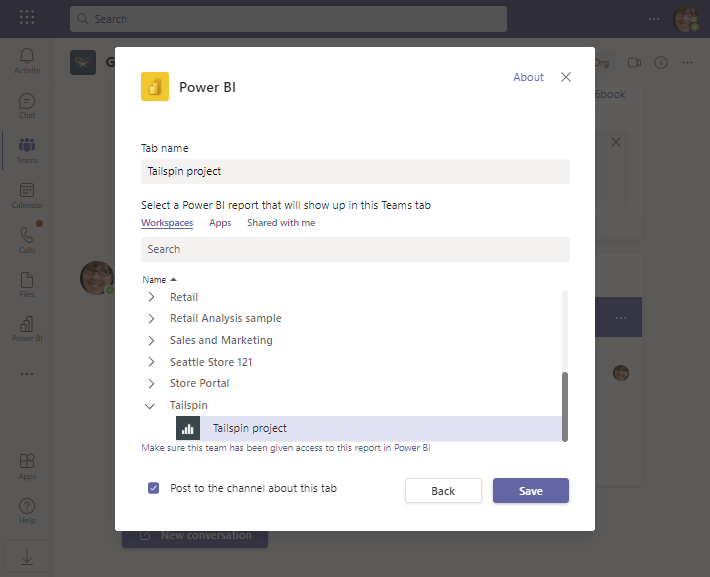 Search
Activity
Chat
Teams
Calendar
Calls
Files
Power BI
Apps
Help
G
Org
Power BI
About
Tab name
Tailspin project
Select a Power BI report that will show up in this Teams tab
Workspaces Apps Shared with me
Search
Name
Retail
Retail Analysis sample
Sales and Marketing
Seattle Store 121
Store Portal
Tailspin
Tailspin project
Make sure this team has been given access to this report in Power BI
Post to the channel about this tab
Back
Save
New conversation